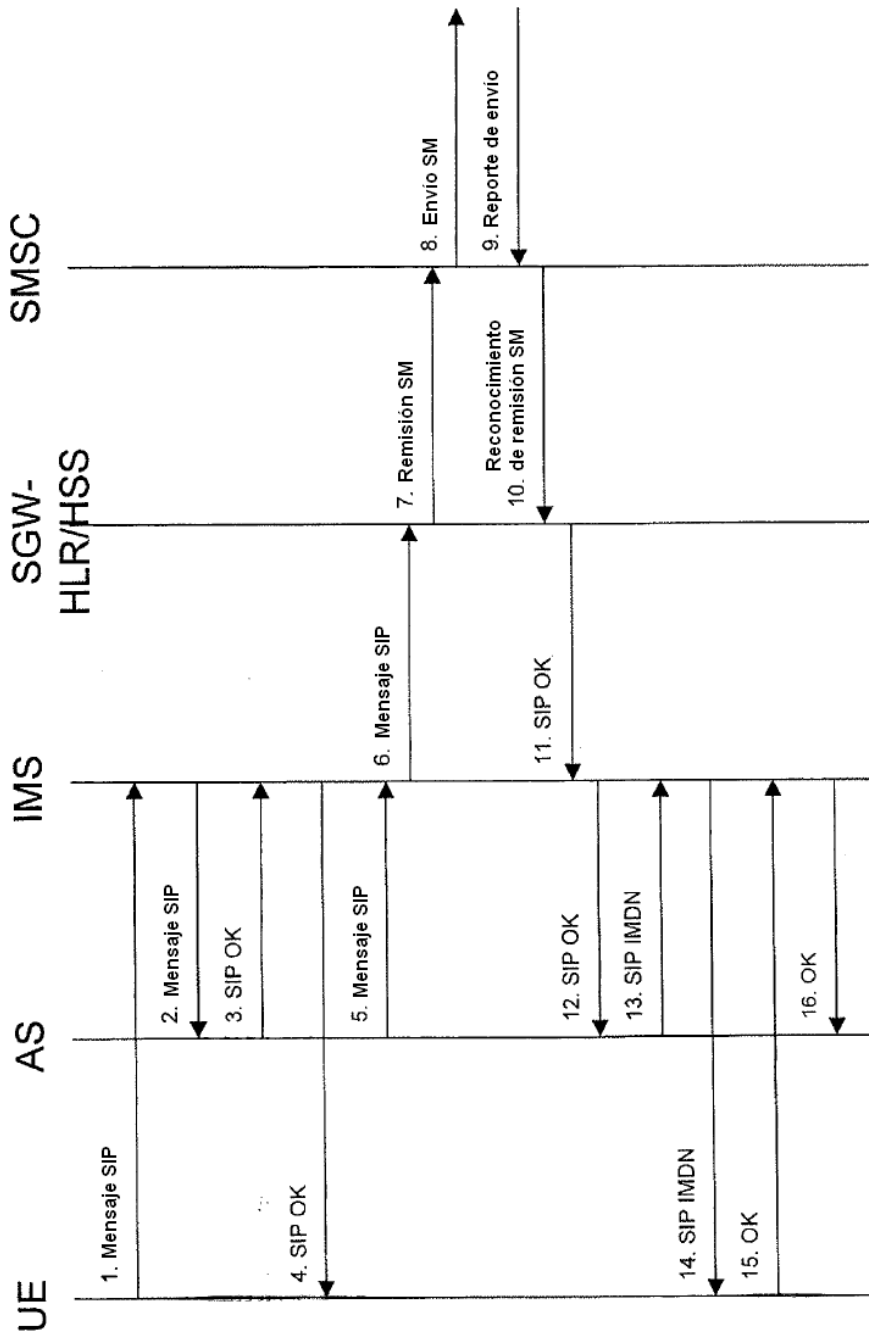 UE
AS
IMS
SGW-
HLR/HSS
SMSC
1. Mensaje SIP
2. Mensaje SIP
3. SIP OK
4. SIP OK
5. Mensaje SIP
6. Mensaje SIP
7. Remisión SM
8. Envío SM
9. Reporte de envío
Reconocimiento
10. de remisión SM
11. SIP OK
12. SIP OK
13. SIP IMDN
14. SIP IMDN
15. OK
16. OK